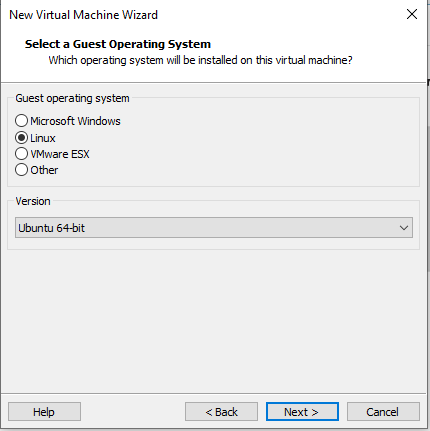 New Virtual Machine Wizard
Select a Guest Operating System
Which operating system will be installed on this virtual machine?
Guest operating system
Microsoft Windows
Linux
VMware ESX
Other
Version
Ubuntu 64-bit
Help
< Back
Next >
Cancel